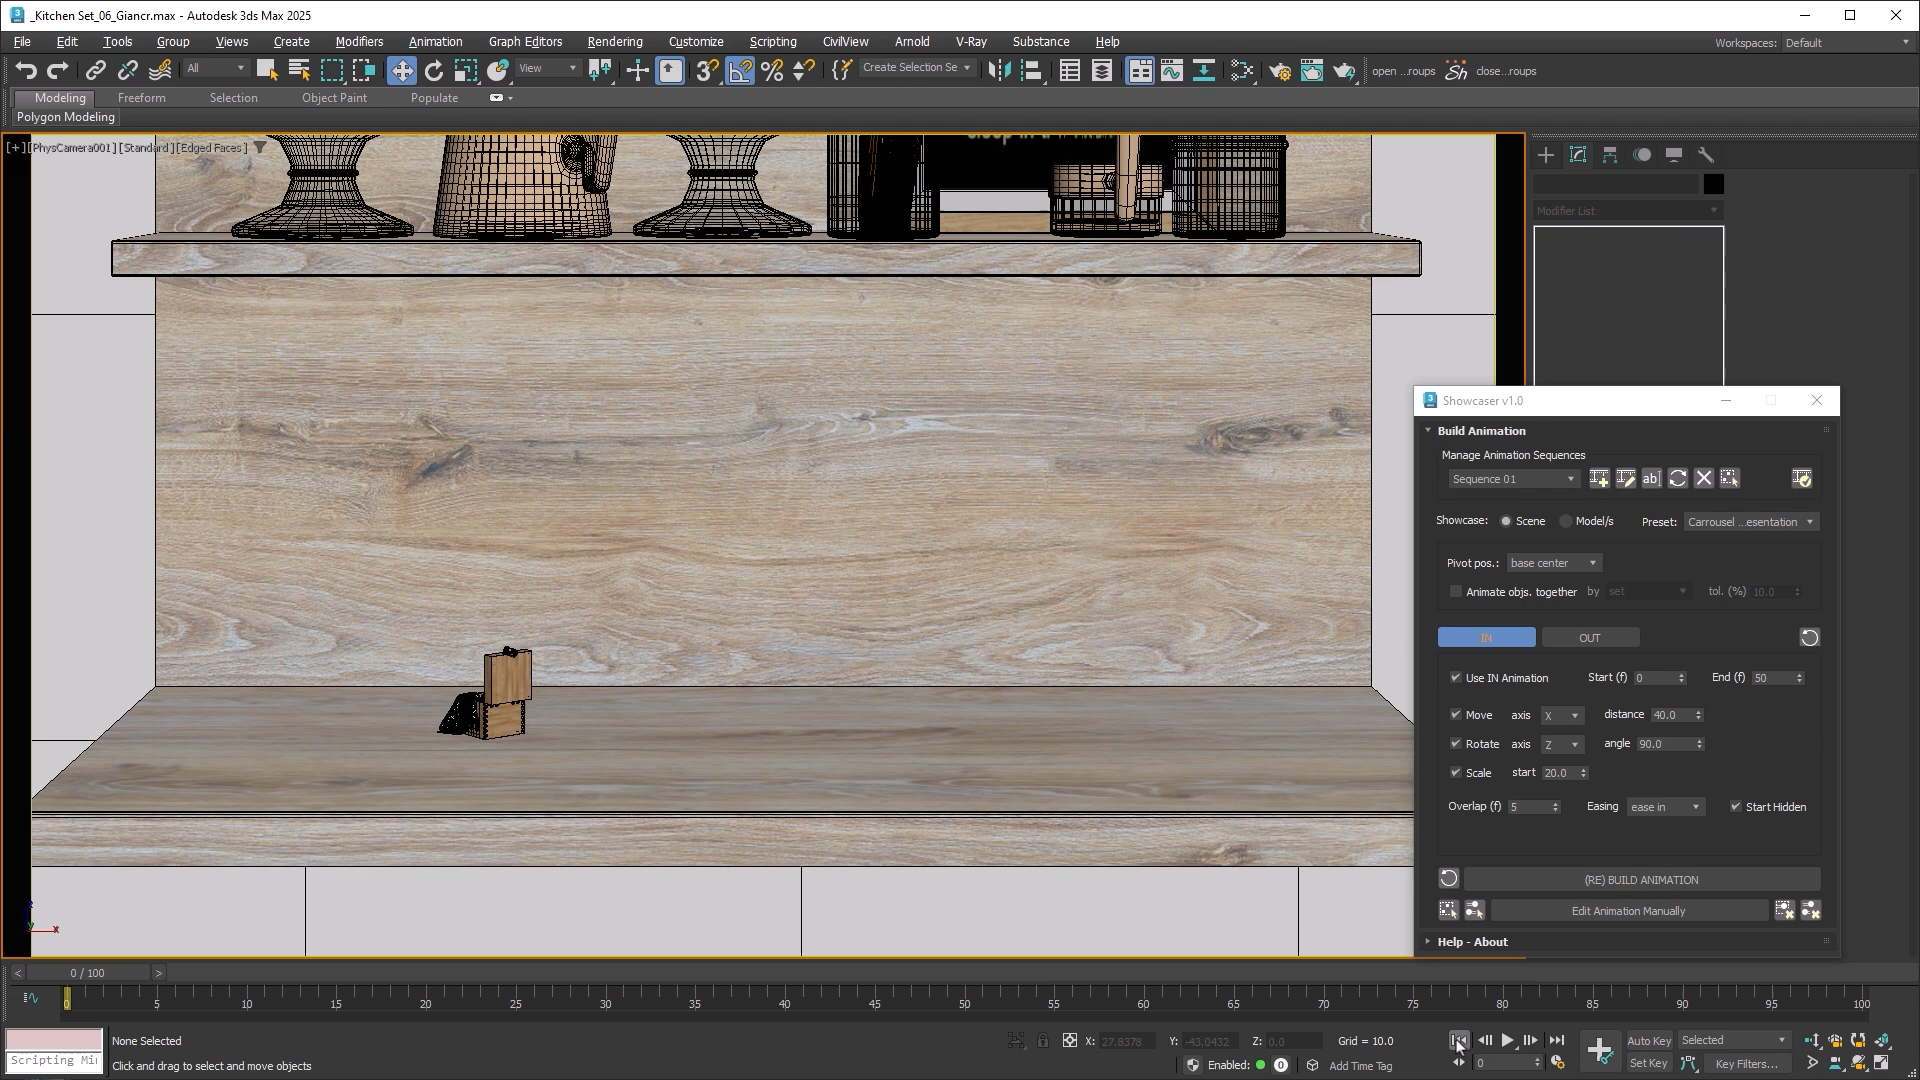 _Kitchen Set_06_Giancr.max - Autodesk 3ds Max 2025
File Edit Tools Group Views Create Modifiers Animation Graph Editors Rendering Customize Scripting CivilView Arnold V-Ray Substance Help
Workspaces: Default
All
View
Create Selection Se
open ...roups
close...roups
Modeling Freeform Selection Object Paint Populate
Polygon Modeling
[+] [PhysCamera001] [Standard] [Edged Faces]
Modifier List
Showcaser v1.0
Build Animation
Manage Animation Sequences
Sequence 01
Showcase: Scene Model/s Preset: Carrousel ...esentation
Pivot pos.: base center
Animate objs. together by set tol. (%) 10.0
IN OUT
Use IN Animation Start (f) 0 End (f) 50
Move axis X distance 40.0
Rotate axis Z angle 90.0
Scale start 20.0
Overlap (f) 5 Easing ease in Start Hidden
(RE) BUILD ANIMATION
Edit Animation Manually
Help - About
z
y
x
< 0 / 100 >
0 5 10 15 20 25 30 35 40 45 50 55 60 65 70 75 80 85 90 95 100
None Selected
X: 27.8378 Y: -43.0432 Z: 0.0 Grid = 10.0
Auto Key Selected
Scripting Mi
Click and drag to select and move objects
Enabled: 0 Add Time Tag
0
Set Key Key Filters...